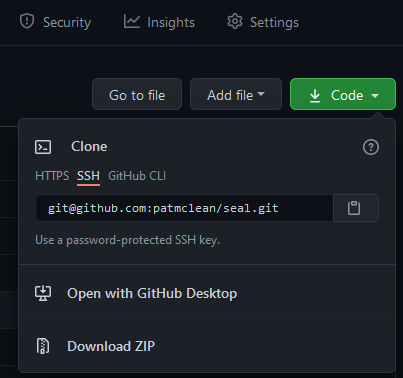 Security Insights Settings
Go to file Add file Code
Clone
HTTPS SSH GitHub CLI
git@github.com:patmclean/seal.git
Use a password-protected SSH key.
Open with GitHub Desktop
Download ZIP